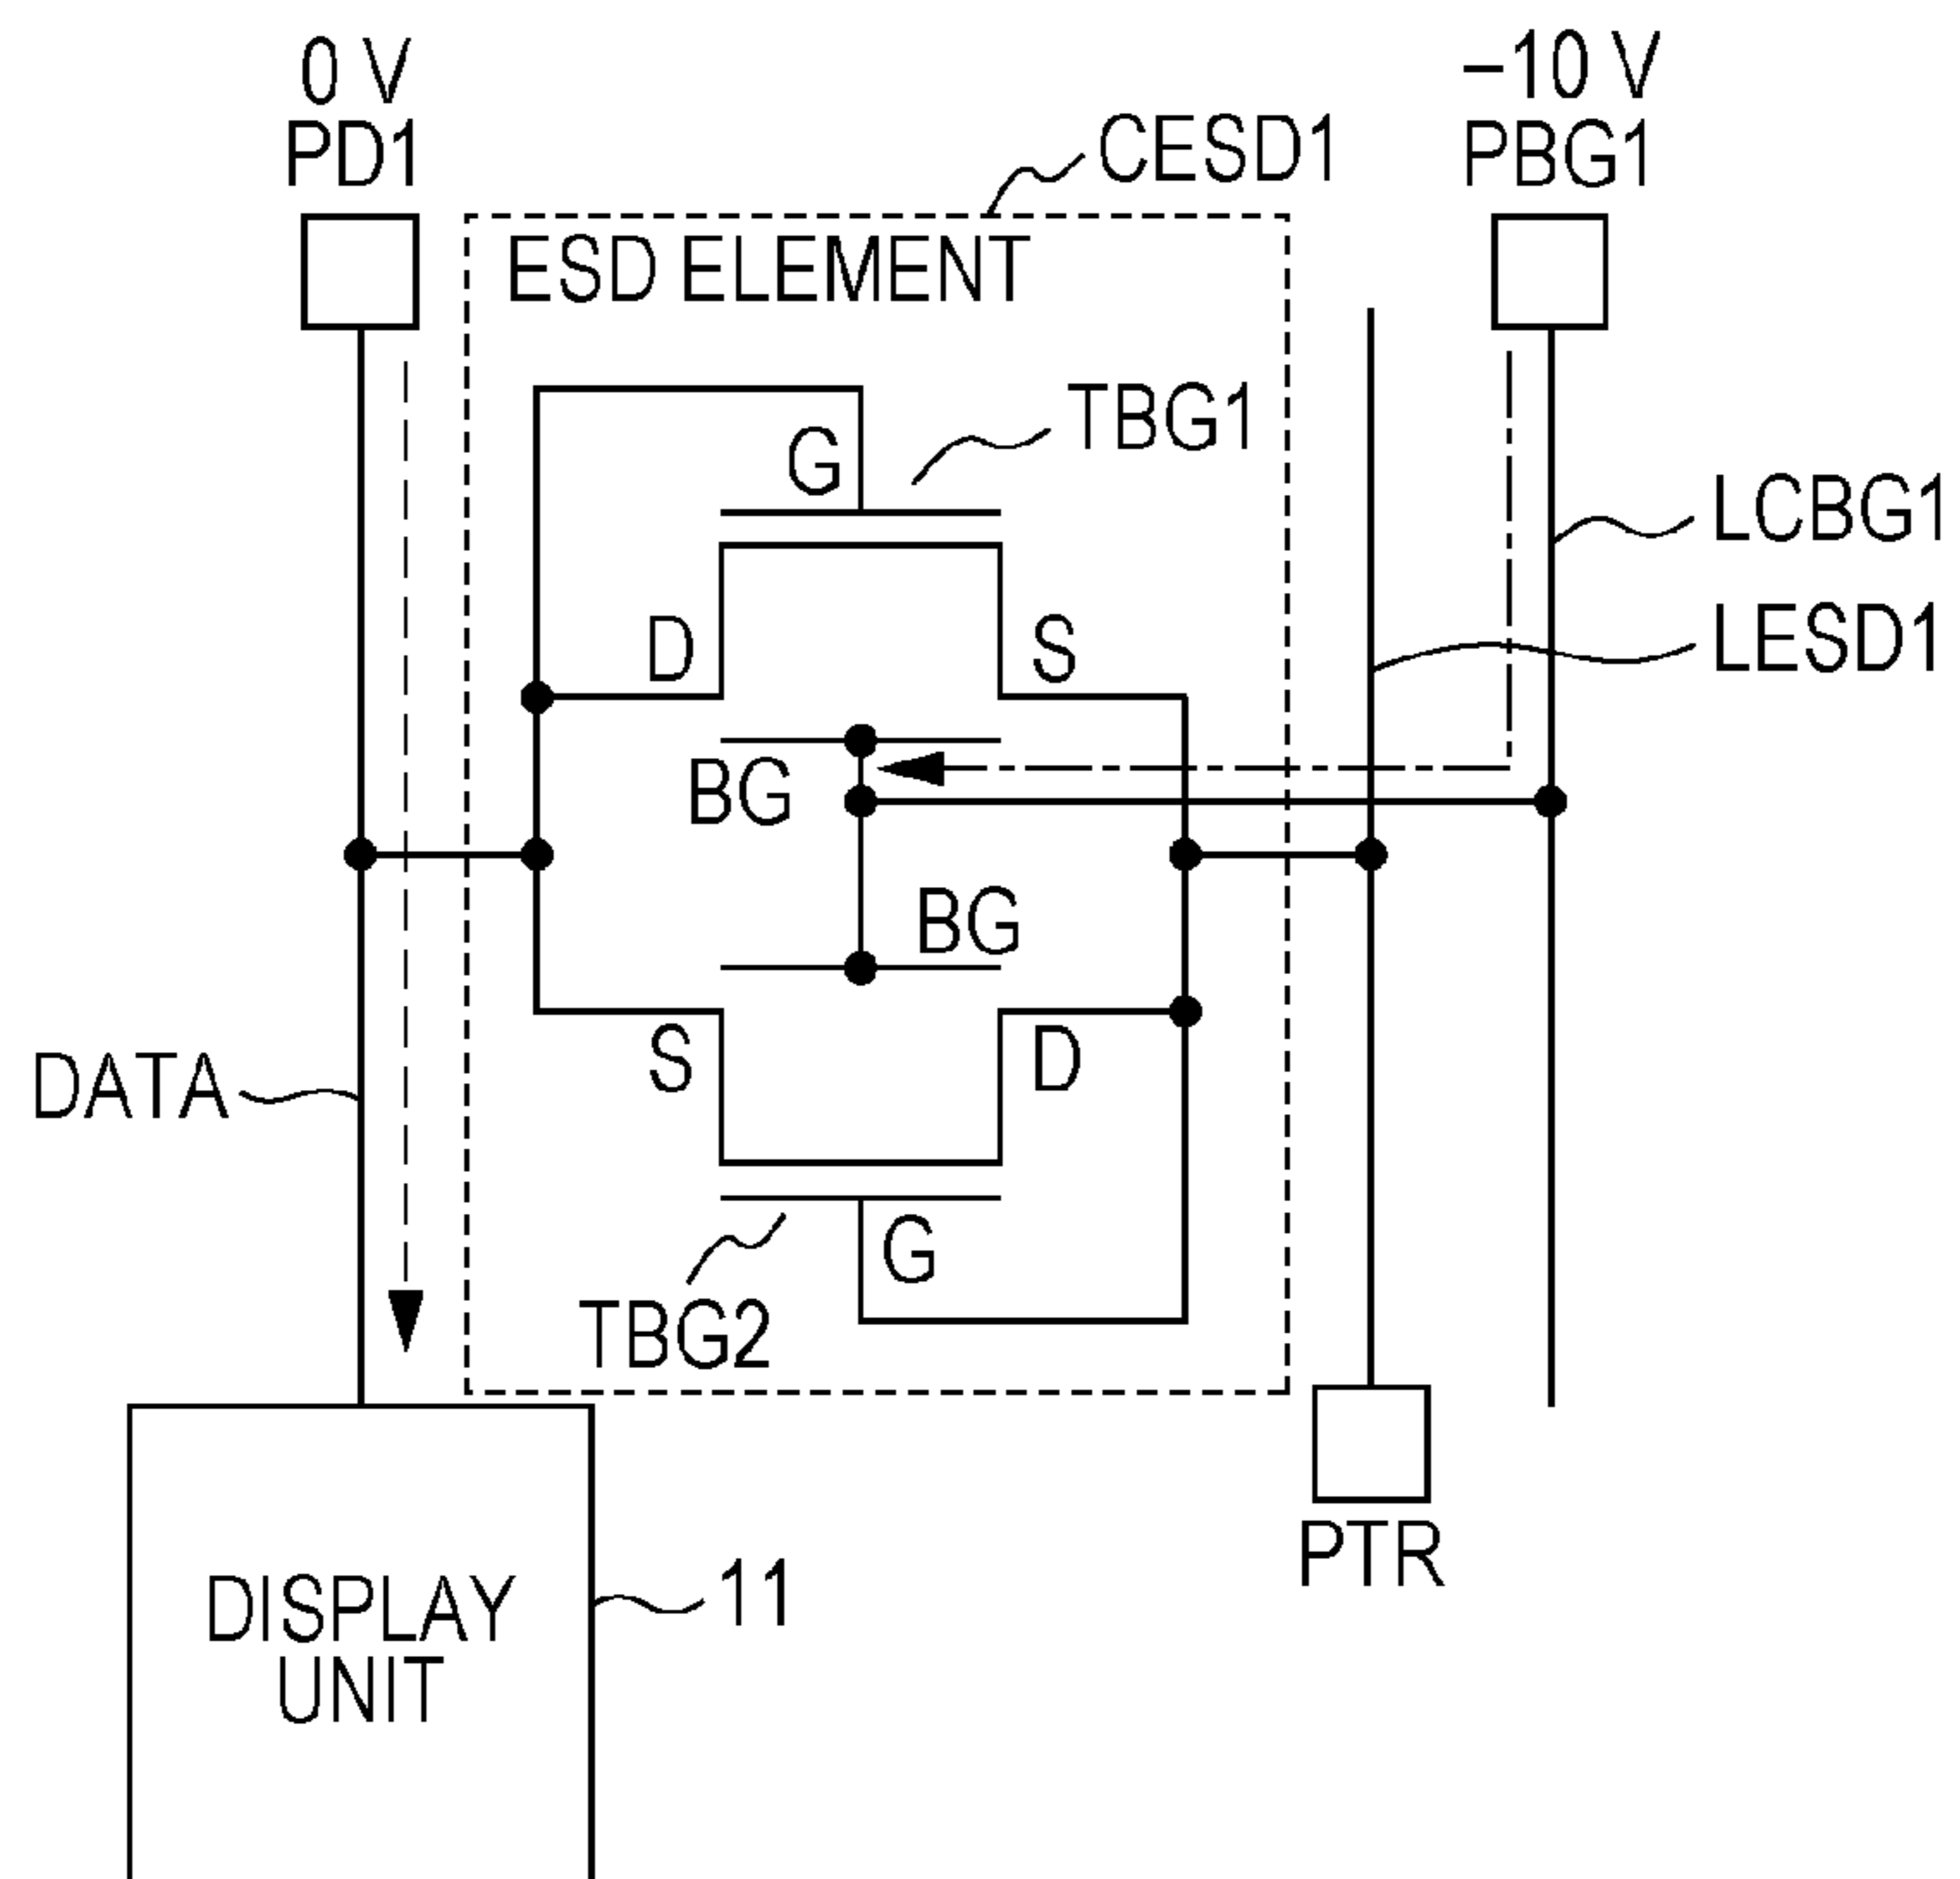 0 V
PD1
–10 V
PBG1
CESD1
ESD ELEMENT
TBG1
G
LCBG1
D
S
LESD1
BG
BG
S
D
DATA
G
TBG2
PTR
11
DISPLAY
UNIT